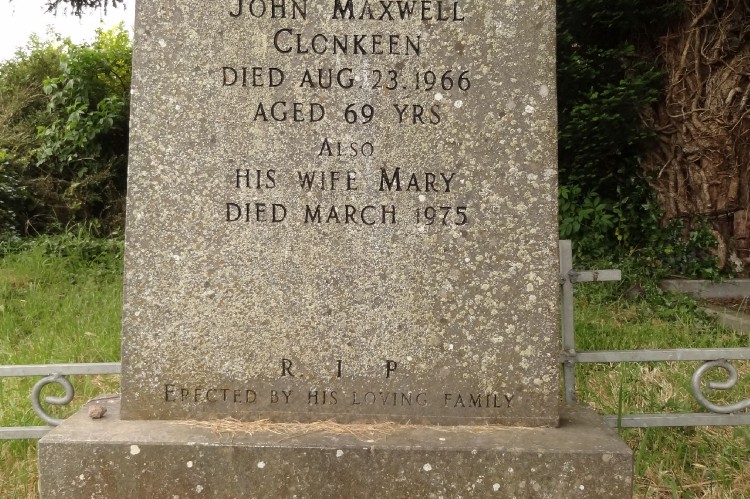 JOHN MAXWELL
CLONKEEN
DIED AUG. 23. 1966
AGED 69 YRS
ALSO
HIS WIFE MARY
DIED MARCH 1975
R. I. P
ERECTED BY HIS LOVING FAMILY